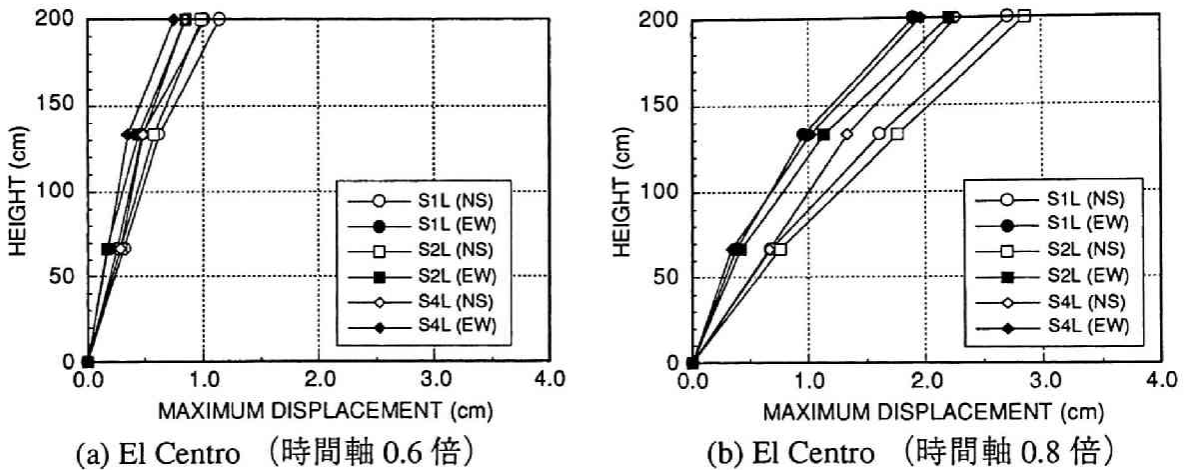 HEIGHT (cm)
200
150
100
50
0
0.0 1.0 2.0 3.0 4.0
MAXIMUM DISPLACEMENT (cm)
S1L (NS)
S1L (EW)
S2L (NS)
S2L (EW)
S4L (NS)
S4L (EW)
(a) El Centro （時間軸 0.6 倍）
HEIGHT (cm)
200
150
100
50
0
0.0 1.0 2.0 3.0 4.0
MAXIMUM DISPLACEMENT (cm)
S1L (NS)
S1L (EW)
S2L (NS)
S2L (EW)
S4L (NS)
S4L (EW)
(b) El Centro （時間軸 0.8 倍）